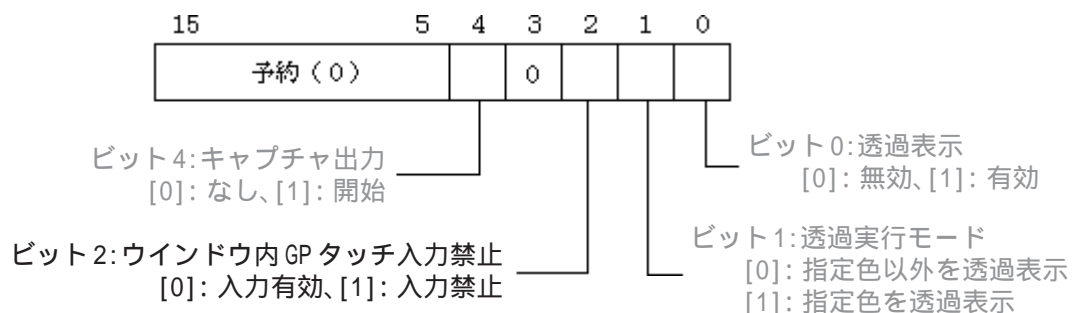 15 5 4 3 2 1 0
予約(0) 0
ビット4:キャプチャ出力
[0]:なし、[1]:開始
ビット0:透過表示
[0]:無効、[1]:有効
ビット2:ウインドウ内GPタッチ入力禁止
[0]:入力有効、[1]:入力禁止
ビット1:透過実行モード
[0]:指定色以外を透過表示
[1]:指定色を透過表示